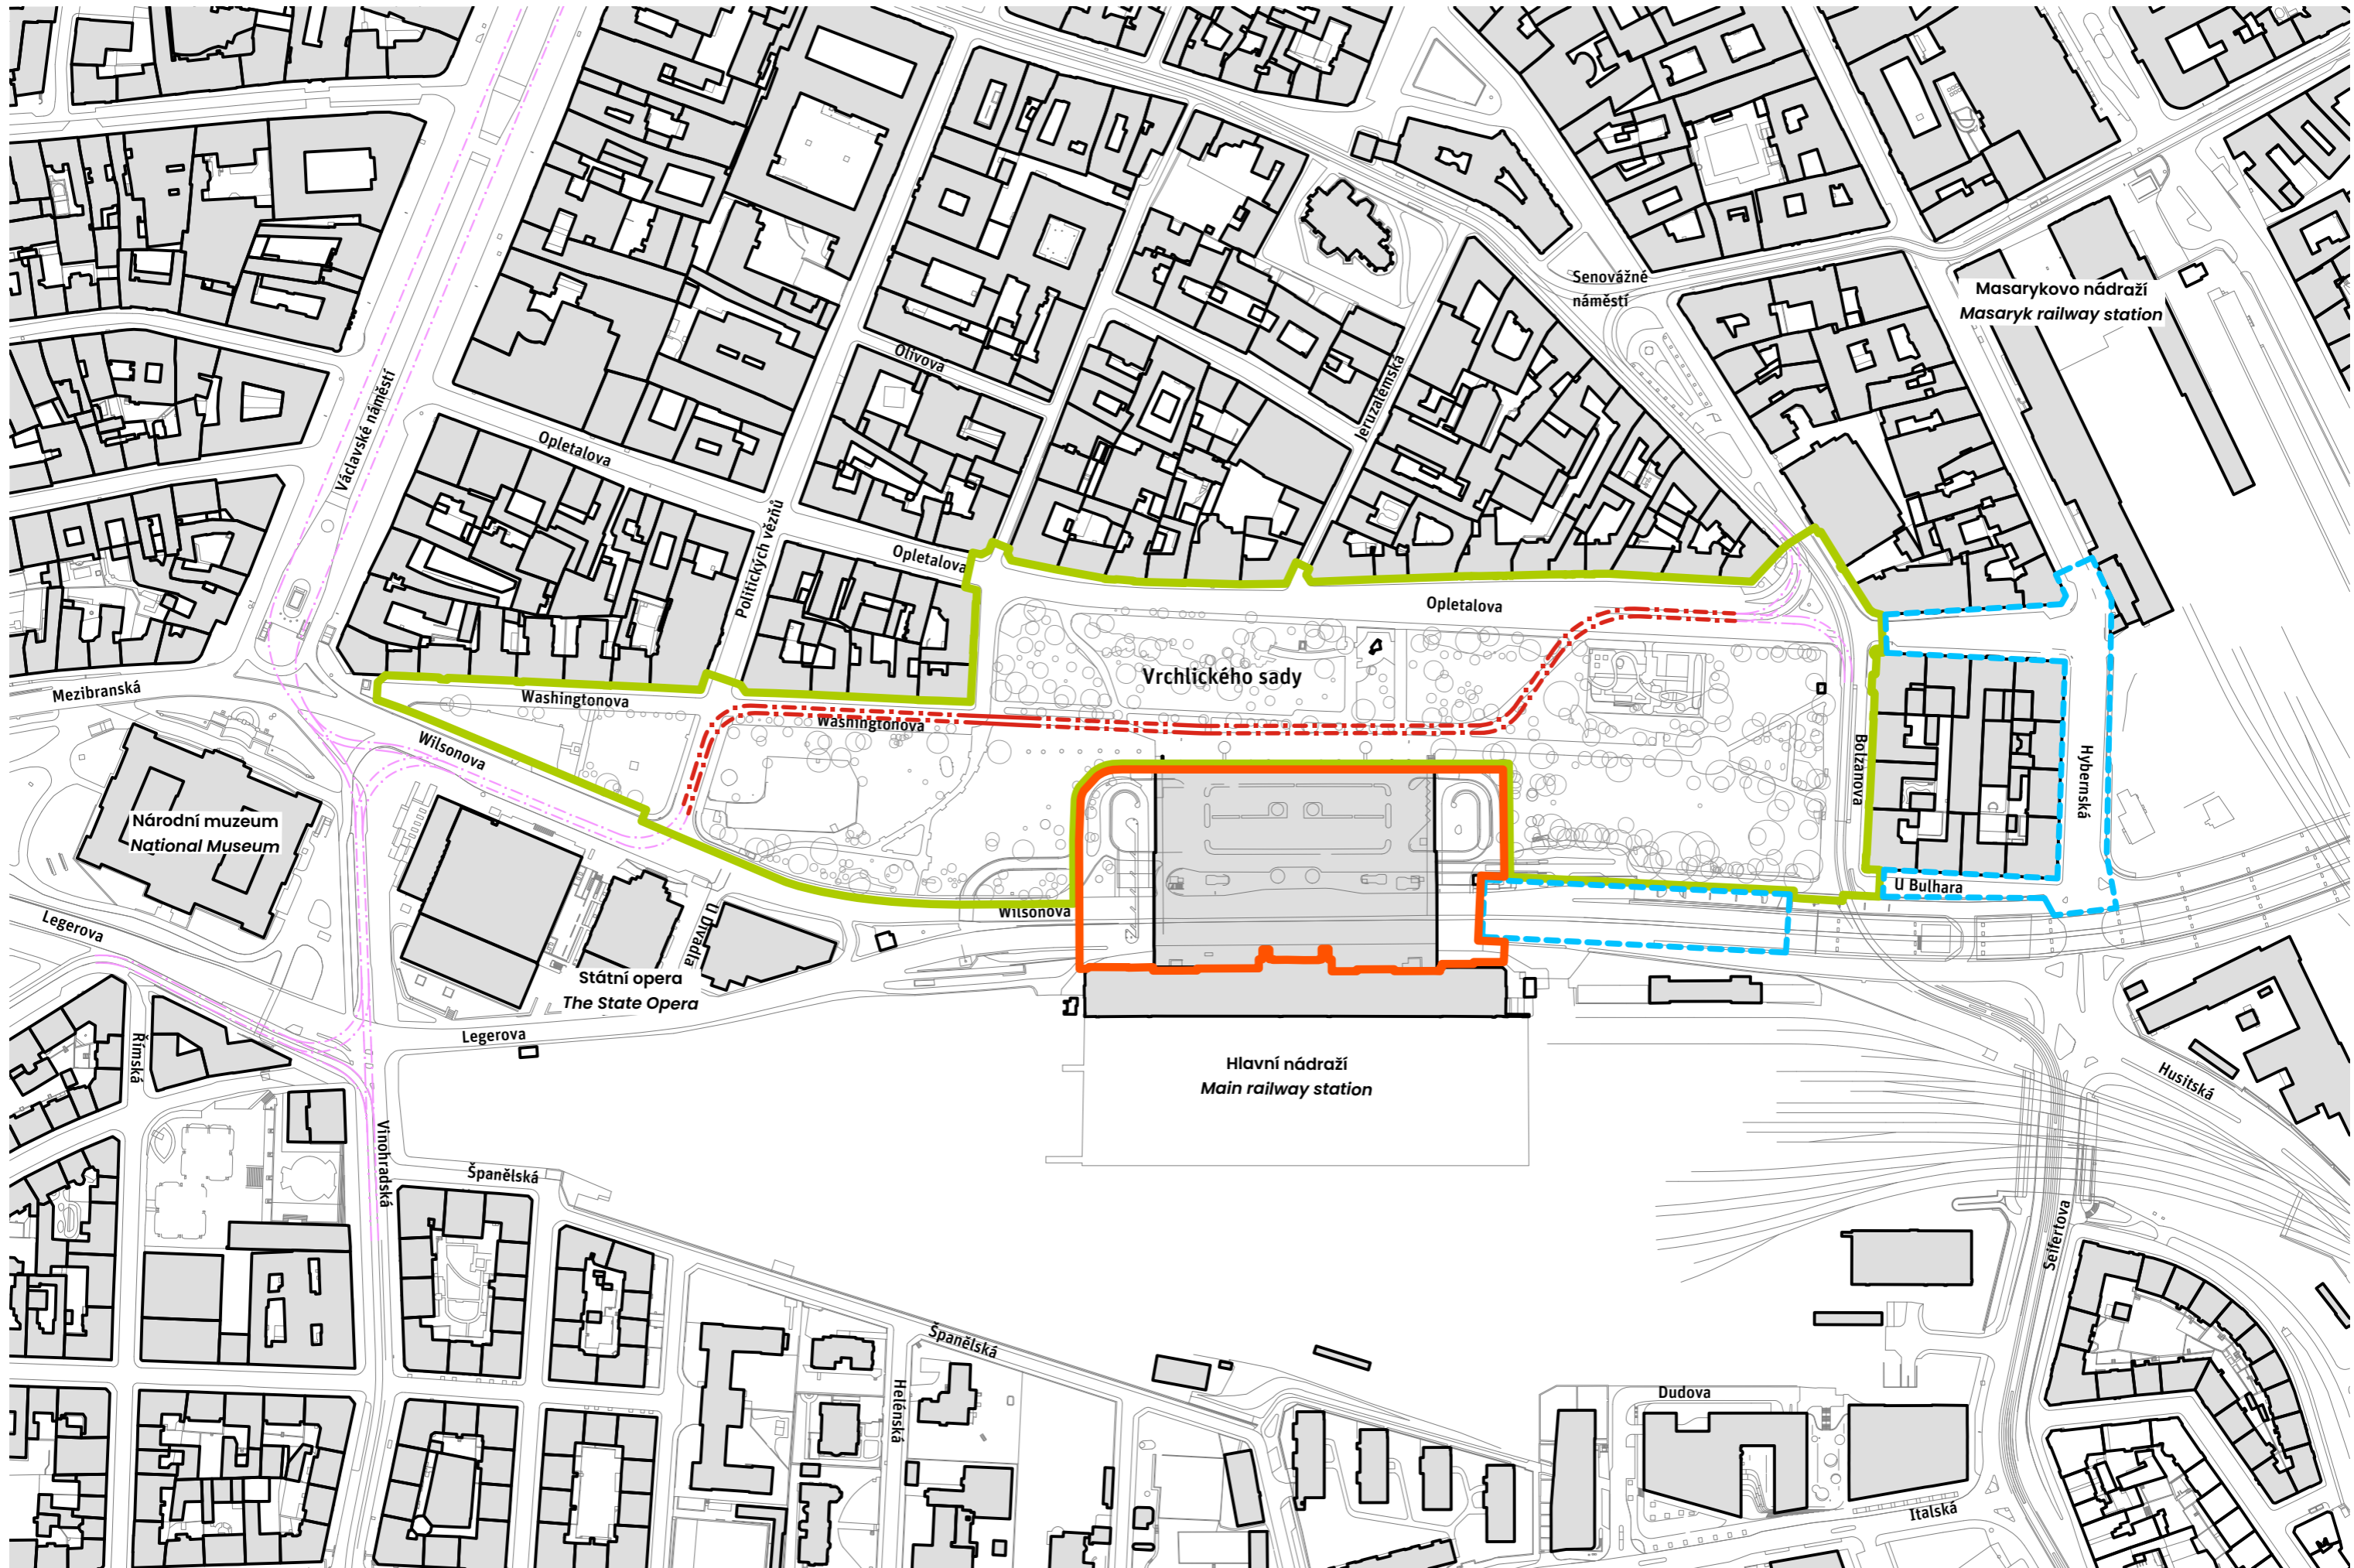 Senovážné
náměstí
Masarykovo nádraží
Masaryk railway station
Olivova
Jeruzalémská
Václavské náměstí
Opletalova
Politických vězňů
Opletalova
Opletalova
Vrchlického sady
Mezibranská
Washingtonova
Washingtonova
Wilsonova
Bolzanova
Hybernská
Národní muzeum
National Museum
U Bulhara
Wilsonova
Legerova
U Divadla
Státní opera
The State Opera
Legerova
Římská
Hlavní nádraží
Main railway station
Husitská
Vinohradská
Španělská
Seifertova
Španělská
Helénská
Dudova
Italská